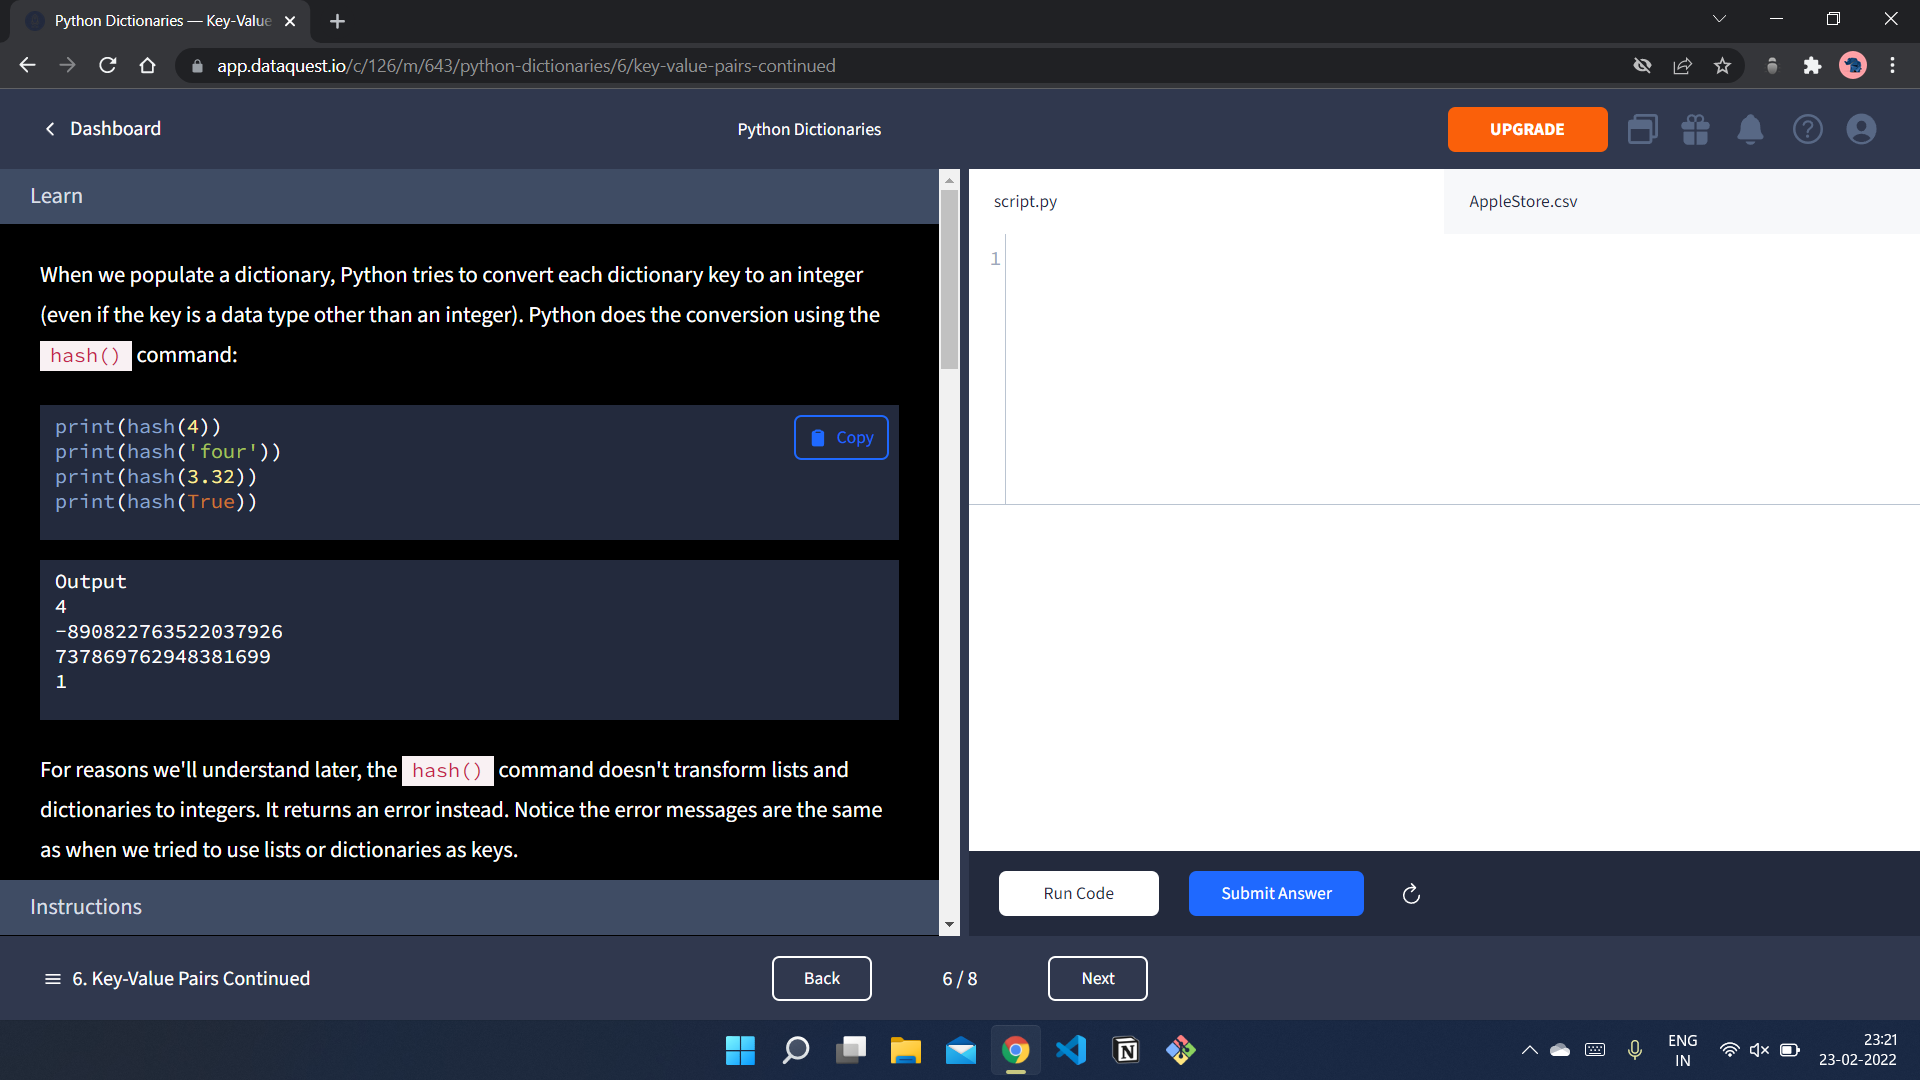 Python Dictionaries — Key-Value
app.dataquest.io/c/126/m/643/python-dictionaries/6/key-value-pairs-continued
Dashboard
Python Dictionaries
UPGRADE
Learn
When we populate a dictionary, Python tries to convert each dictionary key to an integer
(even if the key is a data type other than an integer). Python does the conversion using the
hash() command:
print(hash(4))
print(hash('four'))
print(hash(3.32))
print(hash(True))
Copy
Output
4
-890822763522037926
737869762948381699
1
For reasons we'll understand later, the hash() command doesn't transform lists and
dictionaries to integers. It returns an error instead. Notice the error messages are the same
as when we tried to use lists or dictionaries as keys.
Instructions
script.py
AppleStore.csv
1
Run Code
Submit Answer
6. Key-Value Pairs Continued
Back
6 / 8
Next
ENG
IN
23:21
23-02-2022